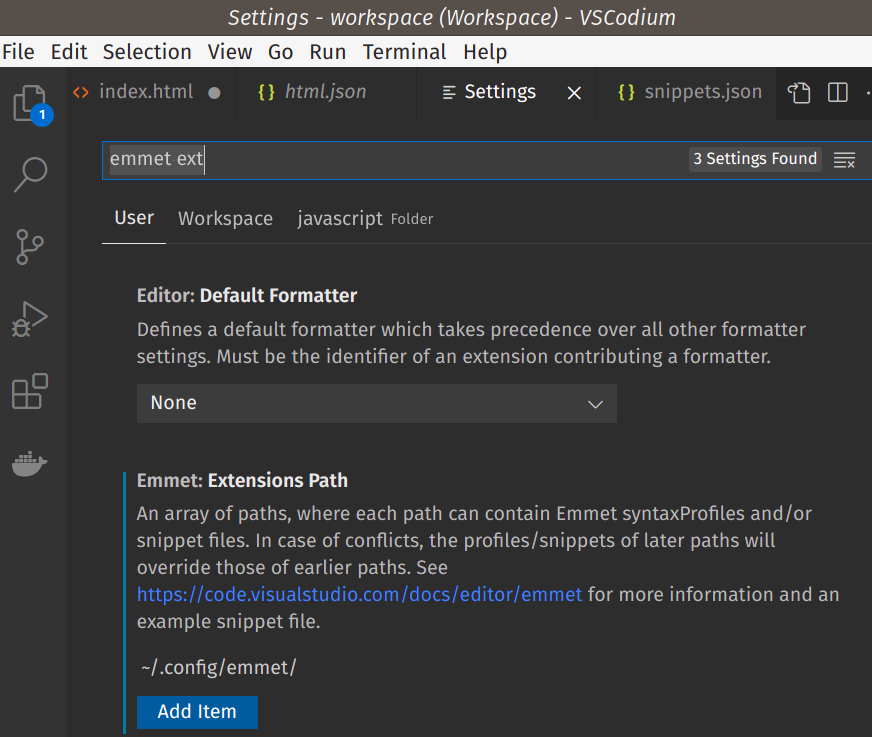 Settings - workspace (Workspace) - VSCodium
File Edit Selection View Go Run Terminal Help
index.html html.json Settings snippets.json
1
emmet ext 3 Settings Found
User Workspace javascript Folder
Editor: Default Formatter
Defines a default formatter which takes precedence over all other formatter
settings. Must be the identifier of an extension contributing a formatter.
None
Emmet: Extensions Path
An array of paths, where each path can contain Emmet syntaxProfiles and/or
snippet files. In case of conflicts, the profiles/snippets of later paths will
override those of earlier paths. See
https://code.visualstudio.com/docs/editor/emmet for more information and an
example snippet file.
~/.config/emmet/
Add Item